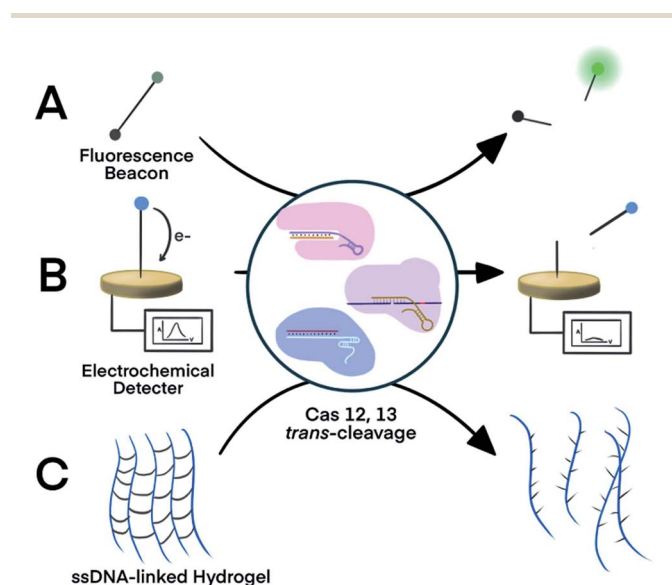 A
Fluorescence
Beacon
e-
B
A
V
A
V
Electrochemical
Detecter
Cas 12, 13
trans-cleavage
C
ssDNA-linked Hydrogel